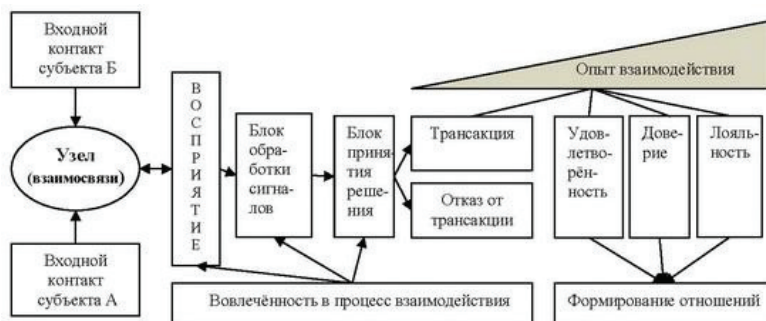 Входной
контакт
субъекта Б
Узел
(взаимосвязи)
Входной
контакт
субъекта А
ВОСПРИЯТИЕ
Блок
обра-
ботки
сигна-
лов
Блок
приня-
тия
реше-
ния
Трансакция
Отказ от
трансакции
Опыт взаимодействия
Удов-
летво-
рён-
ность
Дове-
рие
Лояль-
ность
Вовлечённость в процесс взаимодействия
Формирование отношений